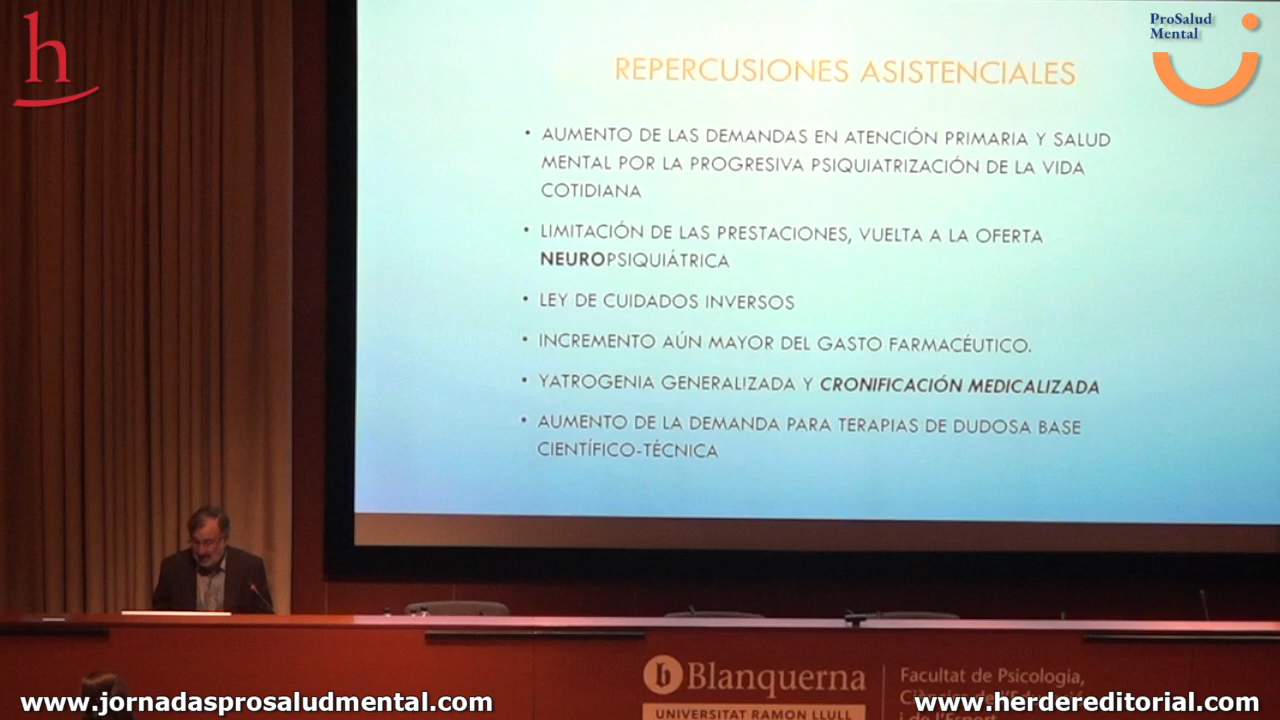 h
ProSalud
Mental
REPERCUSIONES ASISTENCIALES
• AUMENTO DE LAS DEMANDAS EN ATENCIÓN PRIMARIA Y SALUD
MENTAL POR LA PROGRESIVA PSIQUIATRIZACIÓN DE LA VIDA
COTIDIANA
• LIMITACIÓN DE LAS PRESTACIONES, VUELTA A LA OFERTA
NEUROPSIQUIÁTRICA
• LEY DE CUIDADOS INVERSOS
• INCREMENTO AÚN MAYOR DEL GASTO FARMACÉUTICO.
• YATROGENIA GENERALIZADA Y CRONIFICACIÓN MEDICALIZADA
• AUMENTO DE LA DEMANDA PARA TERAPIAS DE DUDOSA BASE
CIENTÍFICO-TÉCNICA
b Blanquerna
UNIVERSITAT RAMON LLULL
Facultat de Psicologia,
i de l'Esport
www.jornadasprosaludmental.com
www.herdereditorial.com